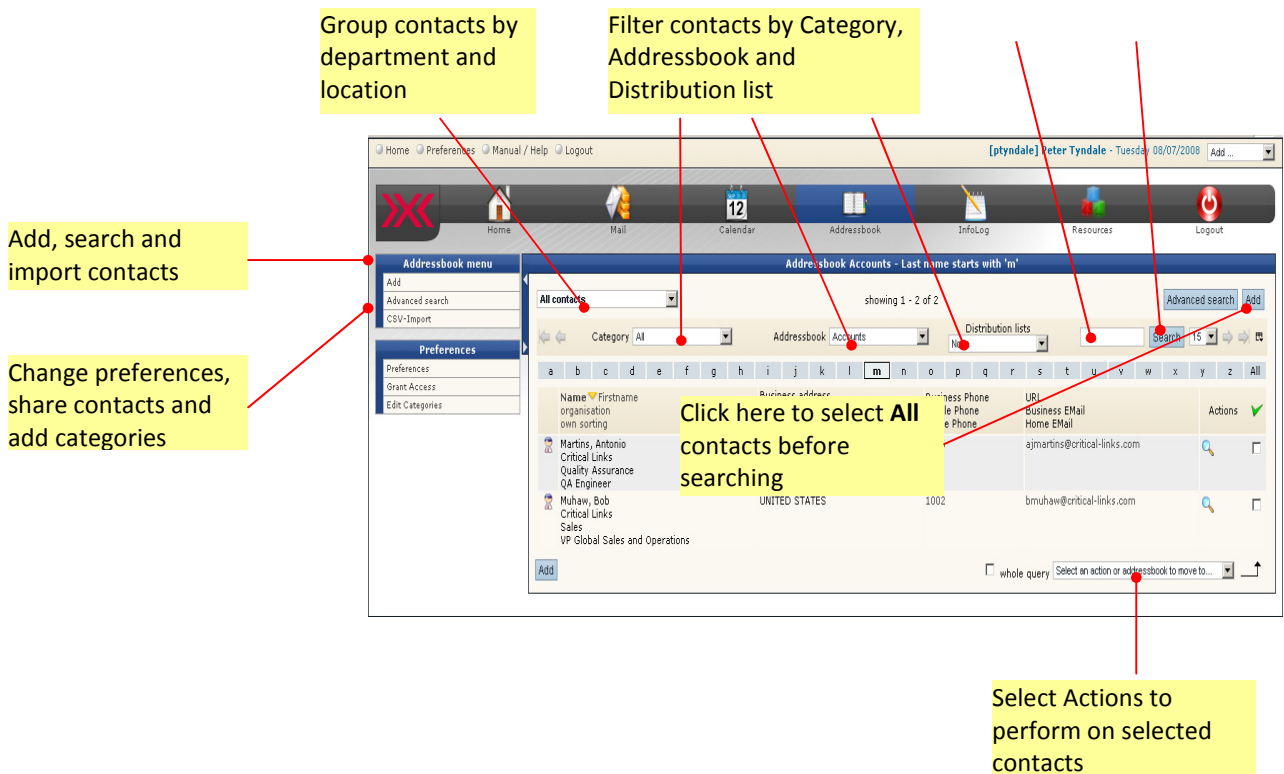 Group contacts by
department and
location
Filter contacts by Category,
Addressbook and
Distribution list
Home Preferences Manual / Help Logout
[ptyndale] Peter Tyndale - Tuesday 08/07/2008 Add ...
12
Home Mail Calendar Addressbook InfoLog Resources Logout
Add, search and
import contacts
Change preferences,
share contacts and
add categories
Addressbook menu
Add
Advanced search
CSV-Import
Preferences
Preferences
Grant Access
Edit Categories
Addressbook Accounts - Last name starts with 'm'
All contacts showing 1 - 2 of 2 Advanced search Add
Category All Addressbook Accounts Distribution lists Search 15
a b c d e f g h i j k l m n o p q r s t u v w x y z All
Name Firstname Business address Business Phone URL
organisation Phone Business EMail Actions
own sorting Phone Home EMail
Click here to select All
contacts before
searching
Martins, Antonio ajmartins@critical-links.com
Critical Links
Quality Assurance
QA Engineer
Muhaw, Bob UNITED STATES 1002 bmuhaw@critical-links.com
Critical Links
Sales
VP Global Sales and Operations
Add whole query Select an action or addressbook to move to...
Select Actions to
perform on selected
contacts